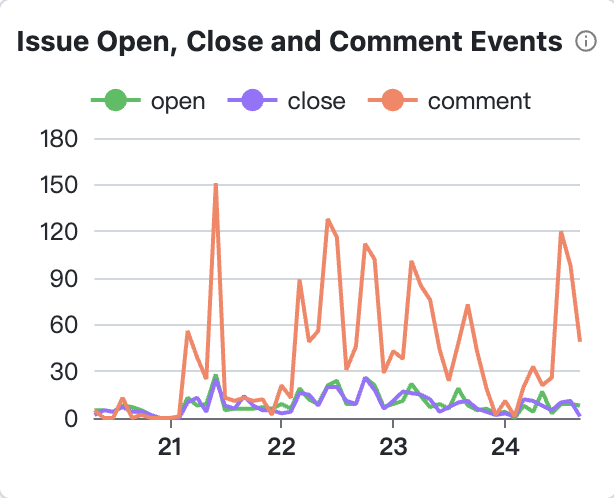 Issue Open, Close and Comment Events
open close comment
180
150
120
90
60
30
0
21 22 23 24